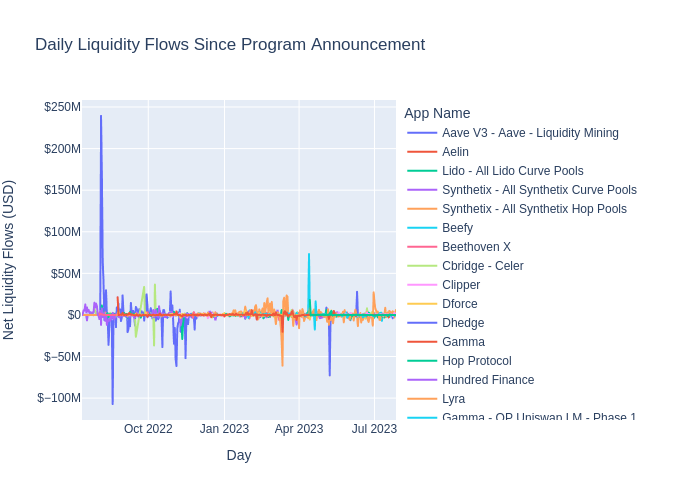 Daily Liquidity Flows Since Program Announcement
Net Liquidity Flows (USD)
$250M
$200M
$150M
$100M
$50M
$0
−$50M
−$100M
Oct 2022
Jan 2023
Apr 2023
Jul 2023
Day
App Name
Aave V3 - Aave - Liquidity Mining
Aelin
Lido - All Lido Curve Pools
Synthetix - All Synthetix Curve Pools
Synthetix - All Synthetix Hop Pools
Beefy
Beethoven X
Cbridge - Celer
Clipper
Dforce
Dhedge
Gamma
Hop Protocol
Hundred Finance
Lyra
Gamma - OP Uniswap LM - Phase 1